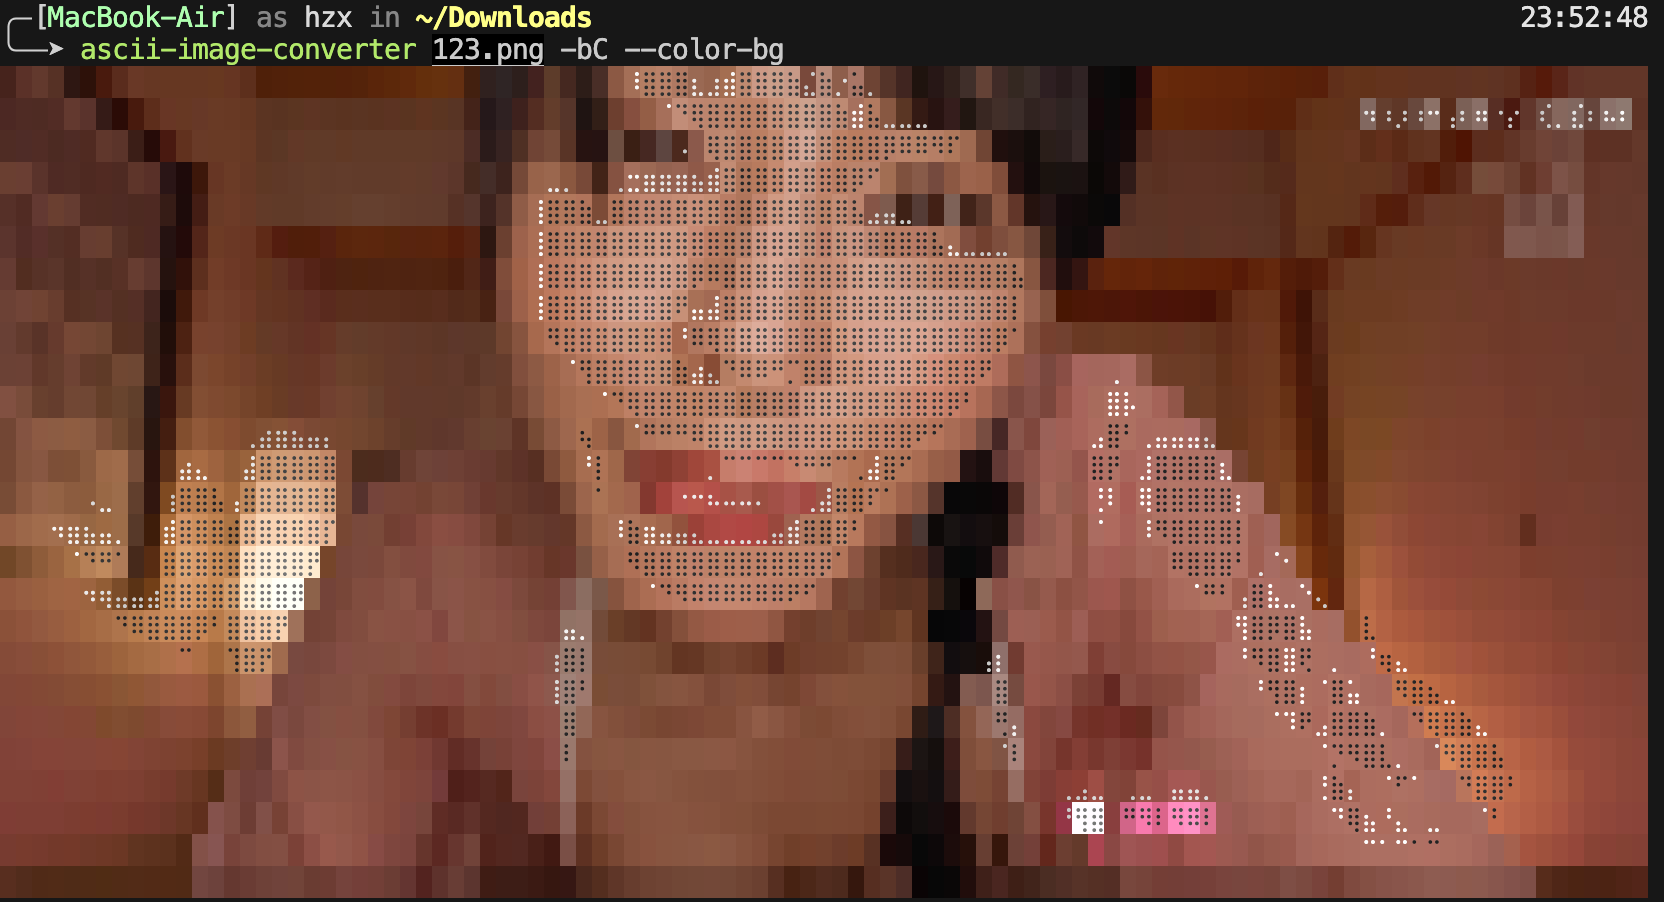 [MacBook-Air] as hzx in ~/Downloads 23:52:48
➤ ascii-image-converter 123.png -bC --color-bg